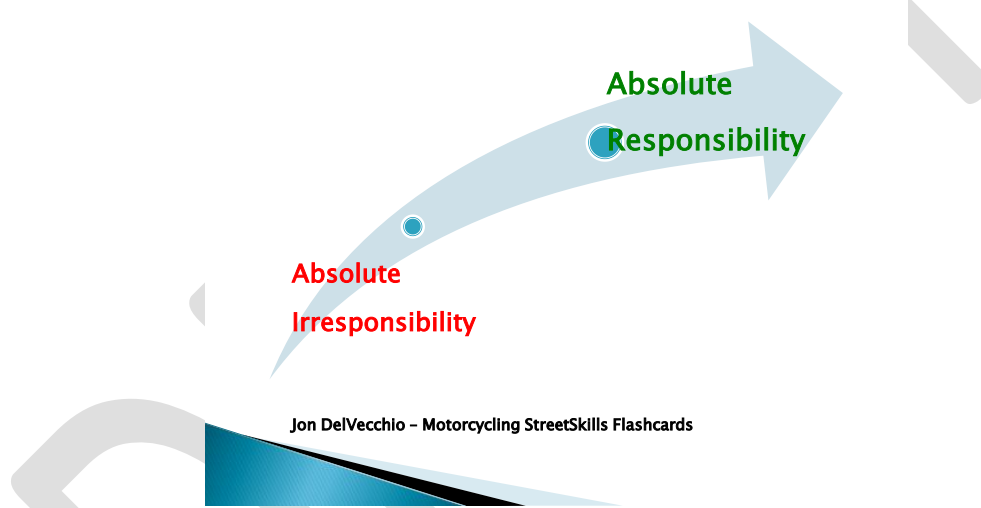 Absolute
Responsibility
Absolute
Irresponsibility
Jon DelVecchio – Motorcycling StreetSkills Flashcards